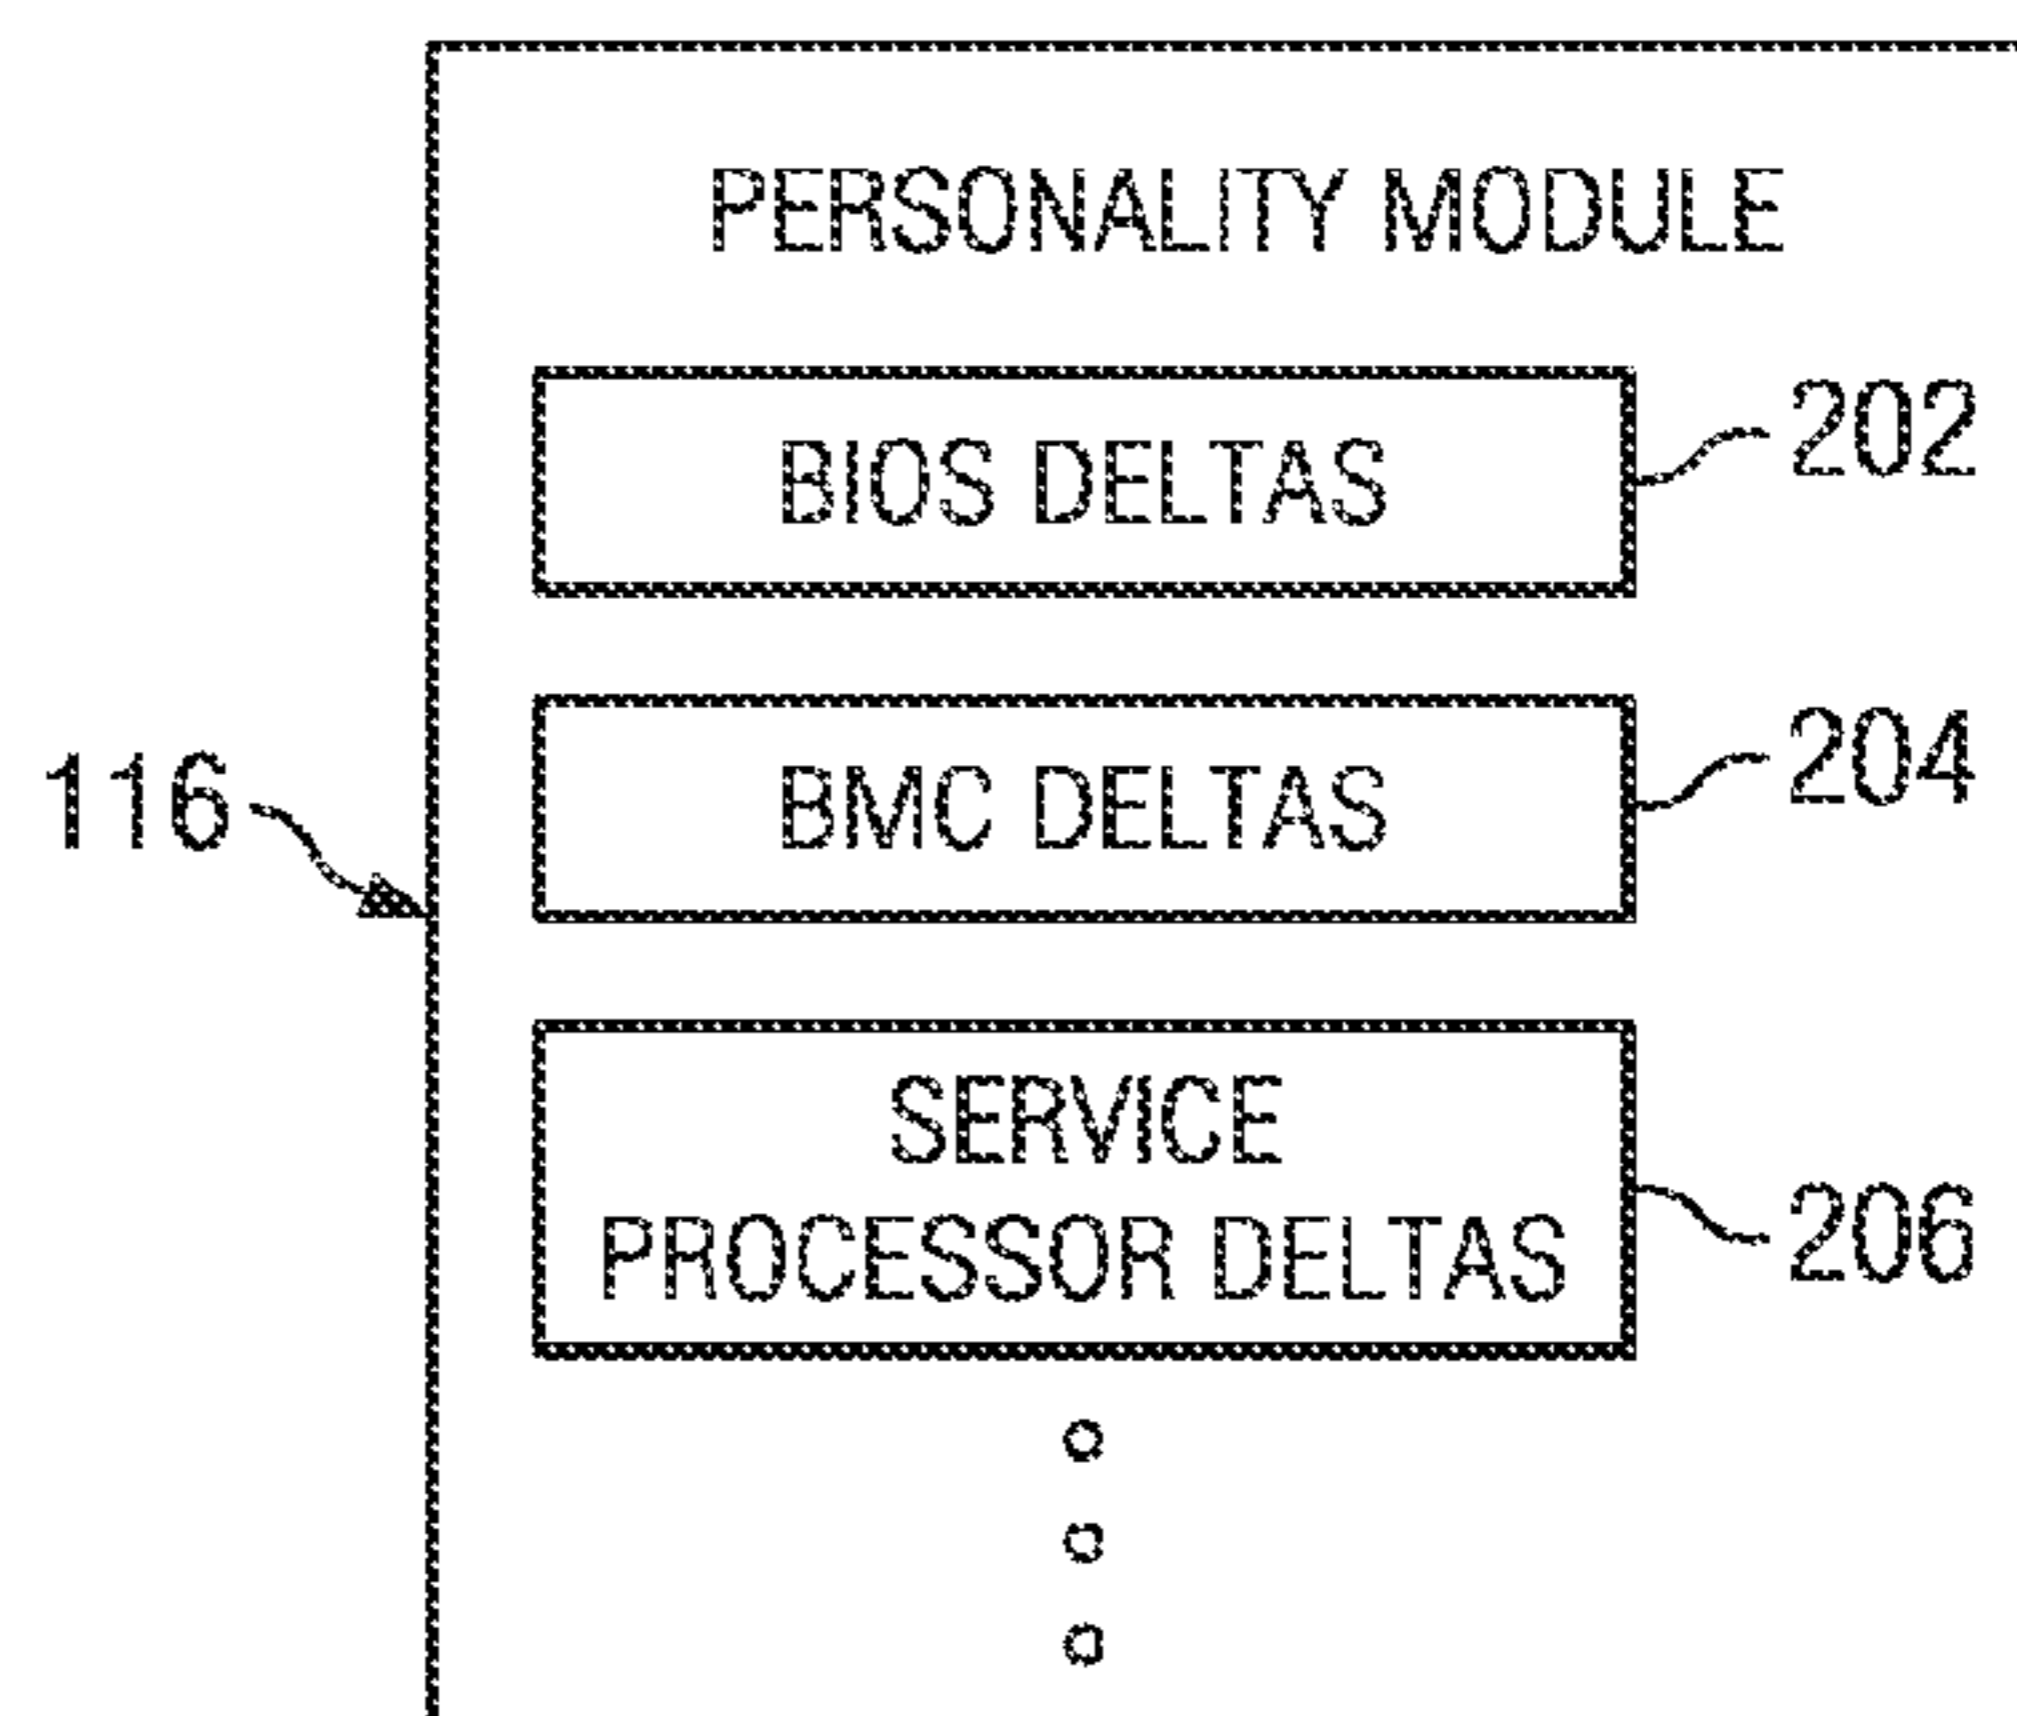 PERSONALITY MODULE
BIOS DELTAS
202
BMC DELTAS
204
116
SERVICE
PROCESSOR DELTAS
206